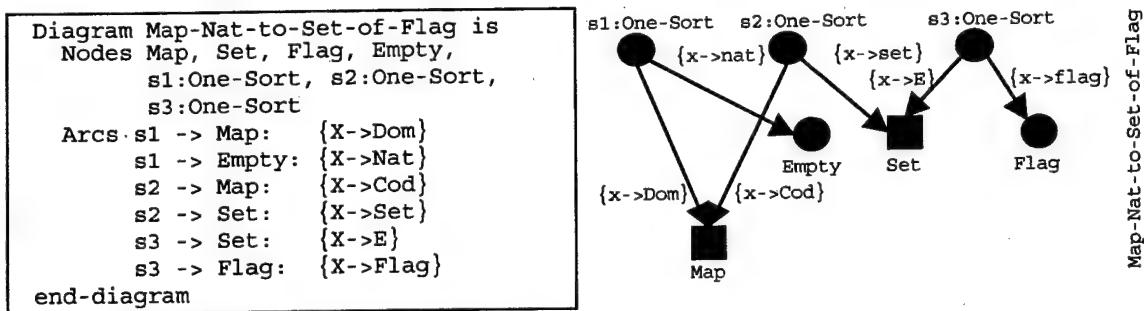 Diagram Map-Nat-to-Set-of-Flag is
Nodes Map, Set, Flag, Empty,
s1:One-Sort, s2:One-Sort,
s3:One-Sort
Arcs s1 -> Map: {X->Dom}
s1 -> Empty: {X->Nat}
s2 -> Map: {X->Cod}
s2 -> Set: {X->Set}
s3 -> Set: {X->E}
s3 -> Flag: {X->Flag}
end-diagram
s1:One-Sort s2:One-Sort s3:One-Sort
{x->nat} {x->set}
{x->E} {x->flag}
Empty Set Flag
{x->Dom} {x->Cod}
Map
Map-Nat-to-Set-of-Flag